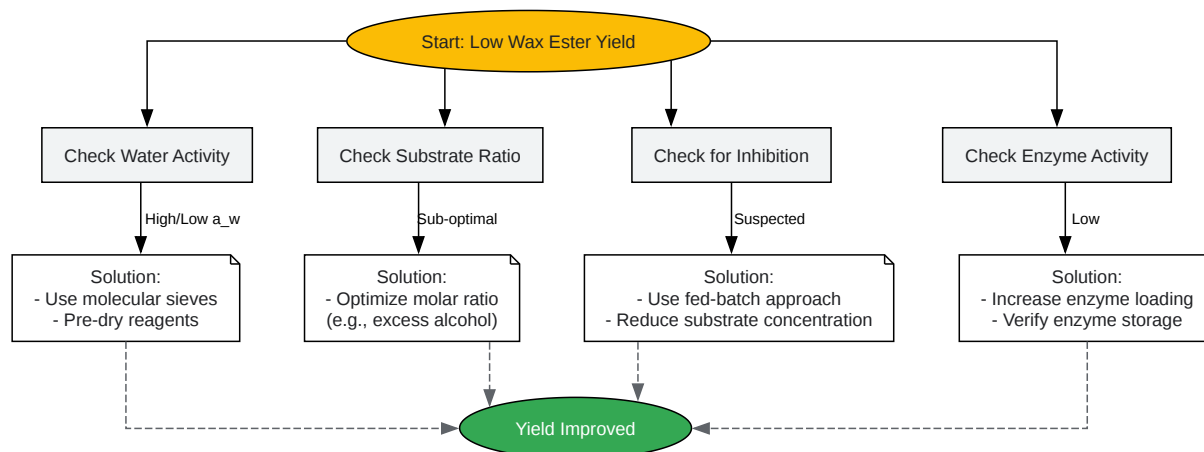 Start: Low Wax Ester Yield
Check Water Activity
Check Substrate Ratio
Check for Inhibition
Check Enzyme Activity
High/Low a_w
Sub-optimal
Suspected
Low
Solution:
- Use molecular sieves
- Pre-dry reagents
Solution:
- Optimize molar ratio
(e.g., excess alcohol)
Solution:
- Use fed-batch approach
- Reduce substrate concentration
Solution:
- Increase enzyme loading
- Verify enzyme storage
Yield Improved